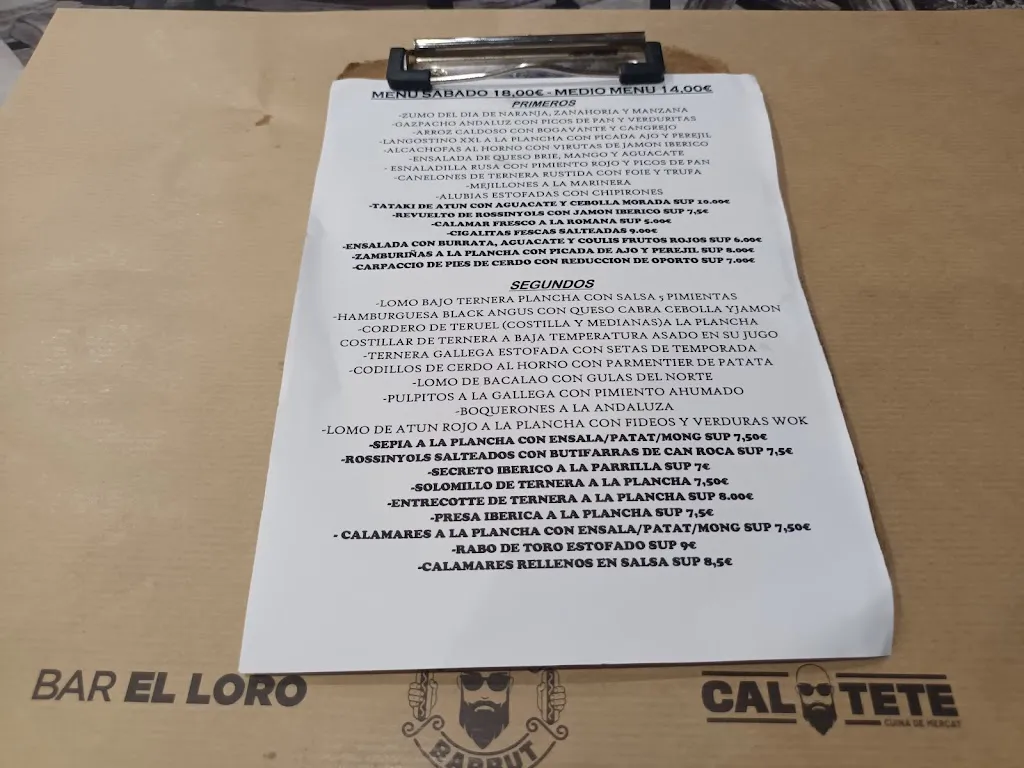 MENU SABADO 18,00€ - MEDIO MENU 14,00€
PRIMEROS
-ZUMO DEL DIA DE NARANJA, ZANAHORIA Y MANZANA
-GAZPACHO ANDALUZ CON PICOS DE PAN Y VERDURITAS
-ARROZ CALDOSO CON BOGAVANTE Y CANGREJO
-LANGOSTINO XXL A LA PLANCHA CON PICADA AJO Y PEREJIL
-ALCACHOFAS AL HORNO CON VIRUTAS DE JAMON IBERICO
-ENSALADA DE QUESO BRIE, MANGO Y AGUACATE
- ESNALADILLA RUSA CON PIMIENTO ROJO Y PICOS DE PAN
-CANELONES DE TERNERA RUSTIDA CON FOIE Y TRUFA
-MEJILLONES A LA MARINERA
-ALUBIAS ESTOFADAS CON CHIPIRONES
-TATAKI DE ATUN CON AGUACATE Y CEBOLLA MORADA SUP 10.00€
-REVUELTO DE ROSSINYOLS CON JAMON IBERICO SUP 7,5€
-CALAMAR FRESCO A LA ROMANA SUP 5.00€
-CIGALITAS FESCAS SALTEADAS 9.00€
-ENSALADA CON BURRATA, AGUACATE Y COULIS FRUTOS ROJOS SUP 6.00€
-ZAMBURIÑAS A LA PLANCHA CON PICADA DE AJO Y PEREJIL SUP 8.00€
-CARPACCIO DE PIES DE CERDO CON REDUCCION DE OPORTO SUP 7.00€
SEGUNDOS
-LOMO BAJO TERNERA PLANCHA CON SALSA 5 PIMIENTAS
-HAMBURGUESA BLACK ANGUS CON QUESO CABRA CEBOLLA YJAMON
-CORDERO DE TERUEL (COSTILLA Y MEDIANAS)A LA PLANCHA
COSTILLAR DE TERNERA A BAJA TEMPERATURA ASADO EN SU JUGO
-TERNERA GALLEGA ESTOFADA CON SETAS DE TEMPORADA
-CODILLOS DE CERDO AL HORNO CON PARMENTIER DE PATATA
-LOMO DE BACALAO CON GULAS DEL NORTE
-PULPITOS A LA GALLEGA CON PIMIENTO AHUMADO
-BOQUERONES A LA ANDALUZA
-LOMO DE ATUN ROJO A LA PLANCHA CON FIDEOS Y VERDURAS WOK
-SEPIA A LA PLANCHA CON ENSALA/PATAT/MONG SUP 7,50€
-ROSSINYOLS SALTEADOS CON BUTIFARRAS DE CAN ROCA SUP 7,5€
-SECRETO IBERICO A LA PARRILLA SUP 7€
-SOLOMILLO DE TERNERA A LA PLANCHA 7,50€
-ENTRECOTTE DE TERNERA A LA PLANCHA SUP 8.00€
-PRESA IBERICA A LA PLANCHA SUP 7,5€
- CALAMARES A LA PLANCHA CON ENSALA/PATAT/MONG SUP 7,50€
-RABO DE TORO ESTOFADO SUP 9€
-CALAMARES RELLENOS EN SALSA SUP 8,5€
BAR EL LORO
BARBUT
CAL TETE
CUINA DE MERCAT